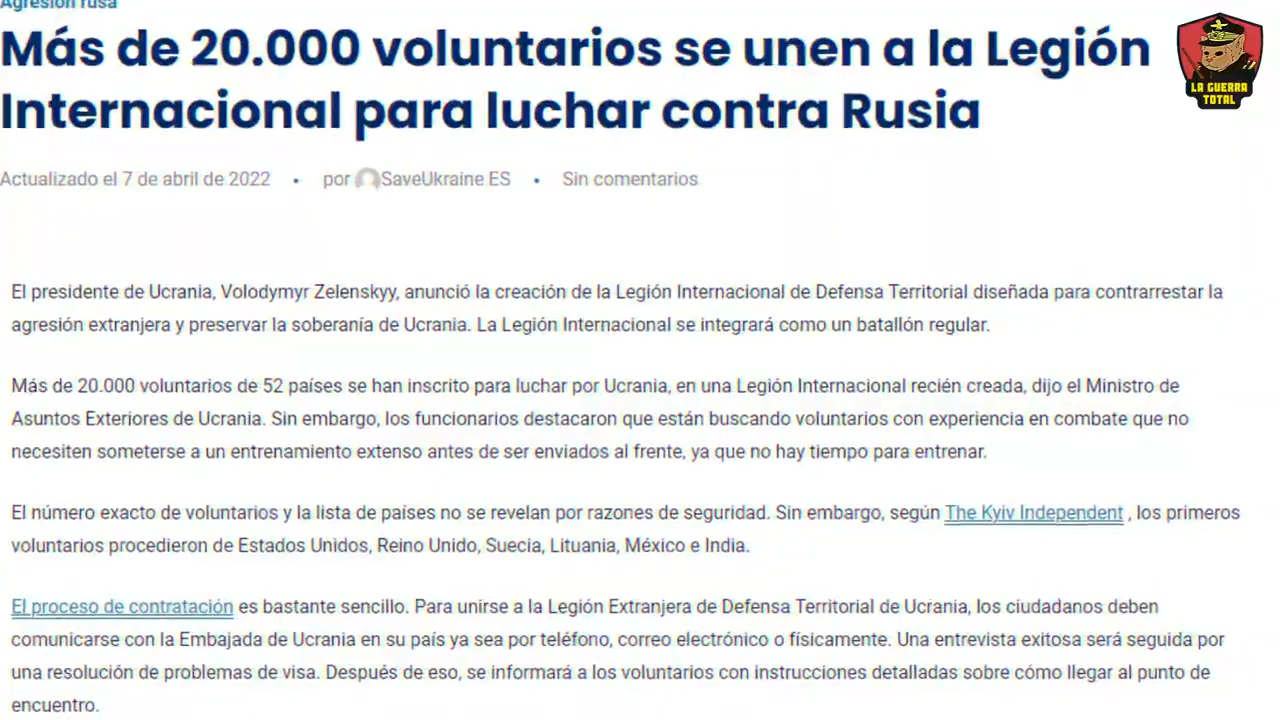 Agresión rusa
Más de 20.000 voluntarios se unen a la Legión
Internacional para luchar contra Rusia
LA GUERRA
TOTAL
Actualizado el 7 de abril de 2022 • por SaveUkraine ES • Sin comentarios
El presidente de Ucrania, Volodymyr Zelenskyy, anunció la creación de la Legión Internacional de Defensa Territorial diseñada para contrarrestar la
agresión extranjera y preservar la soberanía de Ucrania. La Legión Internacional se integrará como un batallón regular.
Más de 20.000 voluntarios de 52 países se han inscrito para luchar por Ucrania, en una Legión Internacional recién creada, dijo el Ministro de
Asuntos Exteriores de Ucrania. Sin embargo, los funcionarios destacaron que están buscando voluntarios con experiencia en combate que no
necesiten someterse a un entrenamiento extenso antes de ser enviados al frente, ya que no hay tiempo para entrenar.
El número exacto de voluntarios y la lista de países no se revelan por razones de seguridad. Sin embargo, según The Kyiv Independent , los primeros
voluntarios procedieron de Estados Unidos, Reino Unido, Suecia, Lituania, México e India.
El proceso de contratación es bastante sencillo. Para unirse a la Legión Extranjera de Defensa Territorial de Ucrania, los ciudadanos deben
comunicarse con la Embajada de Ucrania en su país ya sea por teléfono, correo electrónico o físicamente. Una entrevista exitosa será seguida por
una resolución de problemas de visa. Después de eso, se informará a los voluntarios con instrucciones detalladas sobre cómo llegar al punto de
encuentro.